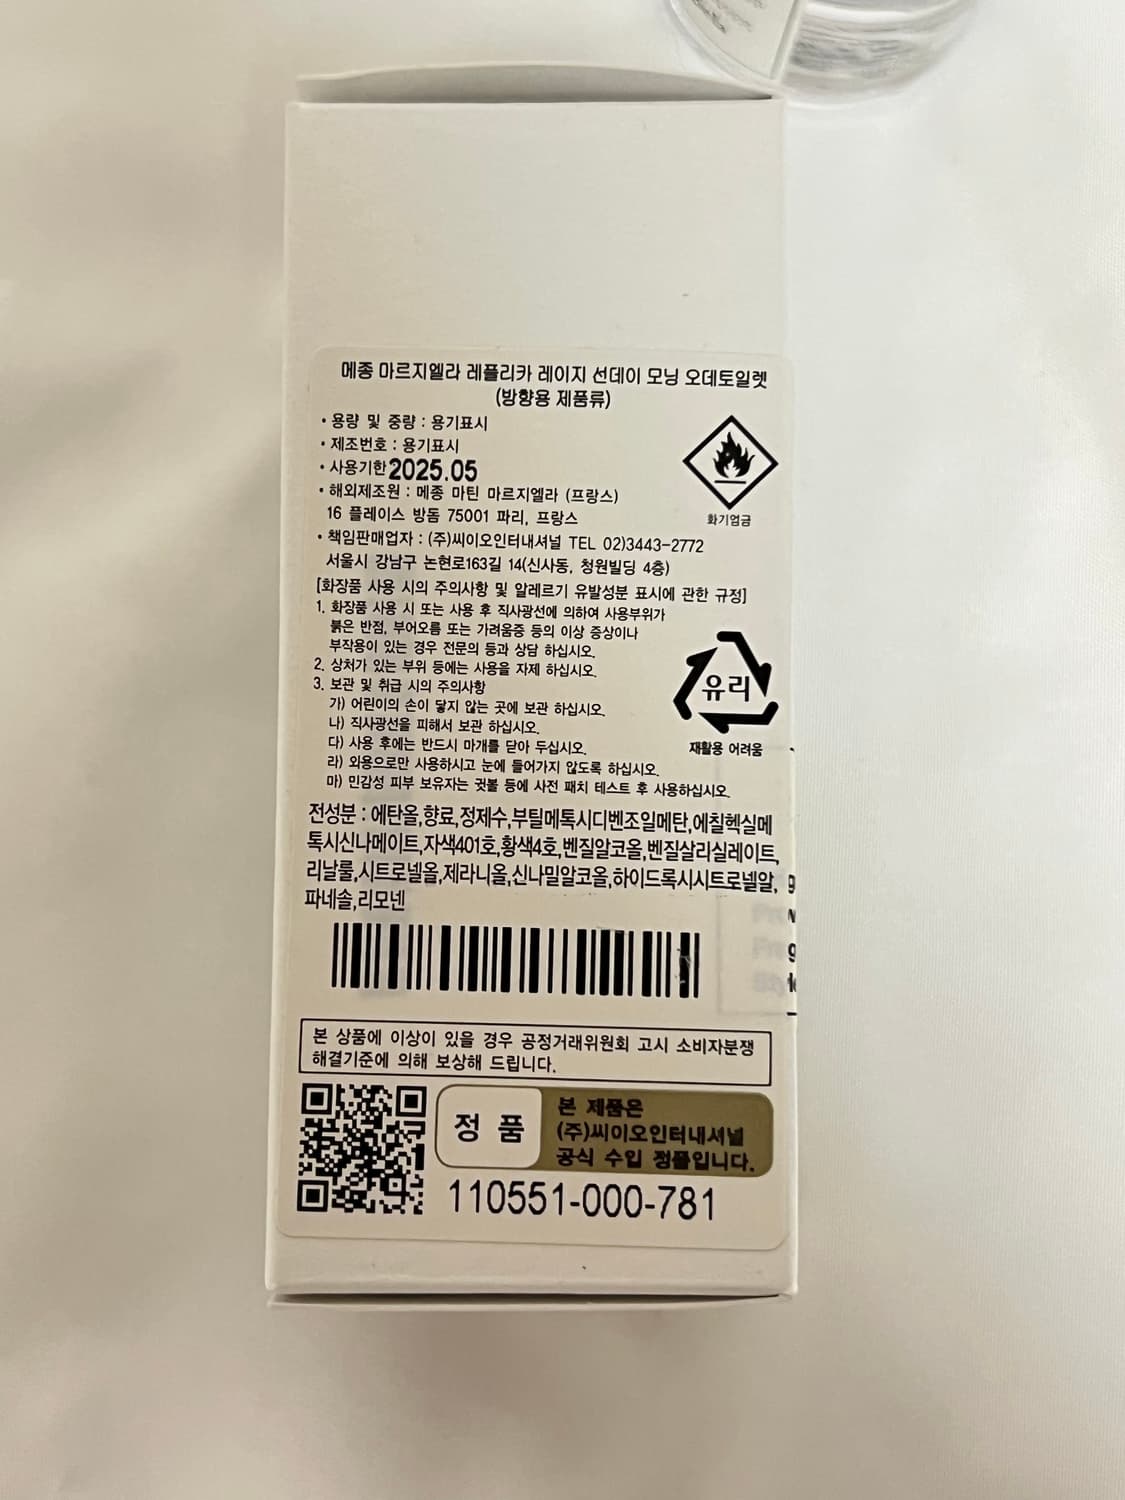 메종 마르지엘라 레플리카 레이지 선데이 모닝 오데토일렛
(방향용 제품류)
• 용량 및 중량 : 용기표시
• 제조번호 : 용기표시
• 사용기한 2025.05
• 해외제조원 : 메종 마틴 마르지엘라 (프랑스)
16 플레이스 방돔 75001 파리, 프랑스
화기엄금
• 책임판매업자 : (주)씨이오인터내셔널 TEL 02)3443-2772
서울시 강남구 논현로163길 14(신사동, 청원빌딩 4층)
[화장품 사용 시의 주의사항 및 알레르기 유발성분 표시에 관한 규정]
1. 화장품 사용 시 또는 사용 후 직사광선에 의하여 사용부위가
붉은 반점, 부어오름 또는 가려움증 등의 이상 증상이나
부작용이 있는 경우 전문의 등과 상담 하십시오.
2. 상처가 있는 부위 등에는 사용을 자제 하십시오.
3. 보관 및 취급 시의 주의사항
가) 어린이의 손이 닿지 않는 곳에 보관 하십시오.
나) 직사광선을 피해서 보관 하십시오.
다) 사용 후에는 반드시 마개를 닫아 두십시오.
라) 외용으로만 사용하시고 눈에 들어가지 않도록 하십시오.
마) 민감성 피부 보유자는 귓볼 등에 사전 패치 테스트 후 사용하십시오.
유리
재활용 어려움
전성분 : 에탄올,향료,정제수,부틸메톡시디벤조일메탄,에칠헥실메
톡시신나메이트,자색401호,황색4호,벤질알코올,벤질살리실레이트,
리날룰,시트로넬올,제라니올,신나밀알코올,하이드록시시트로넬알,
파네솔,리모넨
본 상품에 이상이 있을 경우 공정거래위원회 고시 소비자분쟁
해결기준에 의해 보상해 드립니다.
정 품
본 제품은
(주)씨이오인터내셔널
공식 수입 정품입니다.
110551-000-781